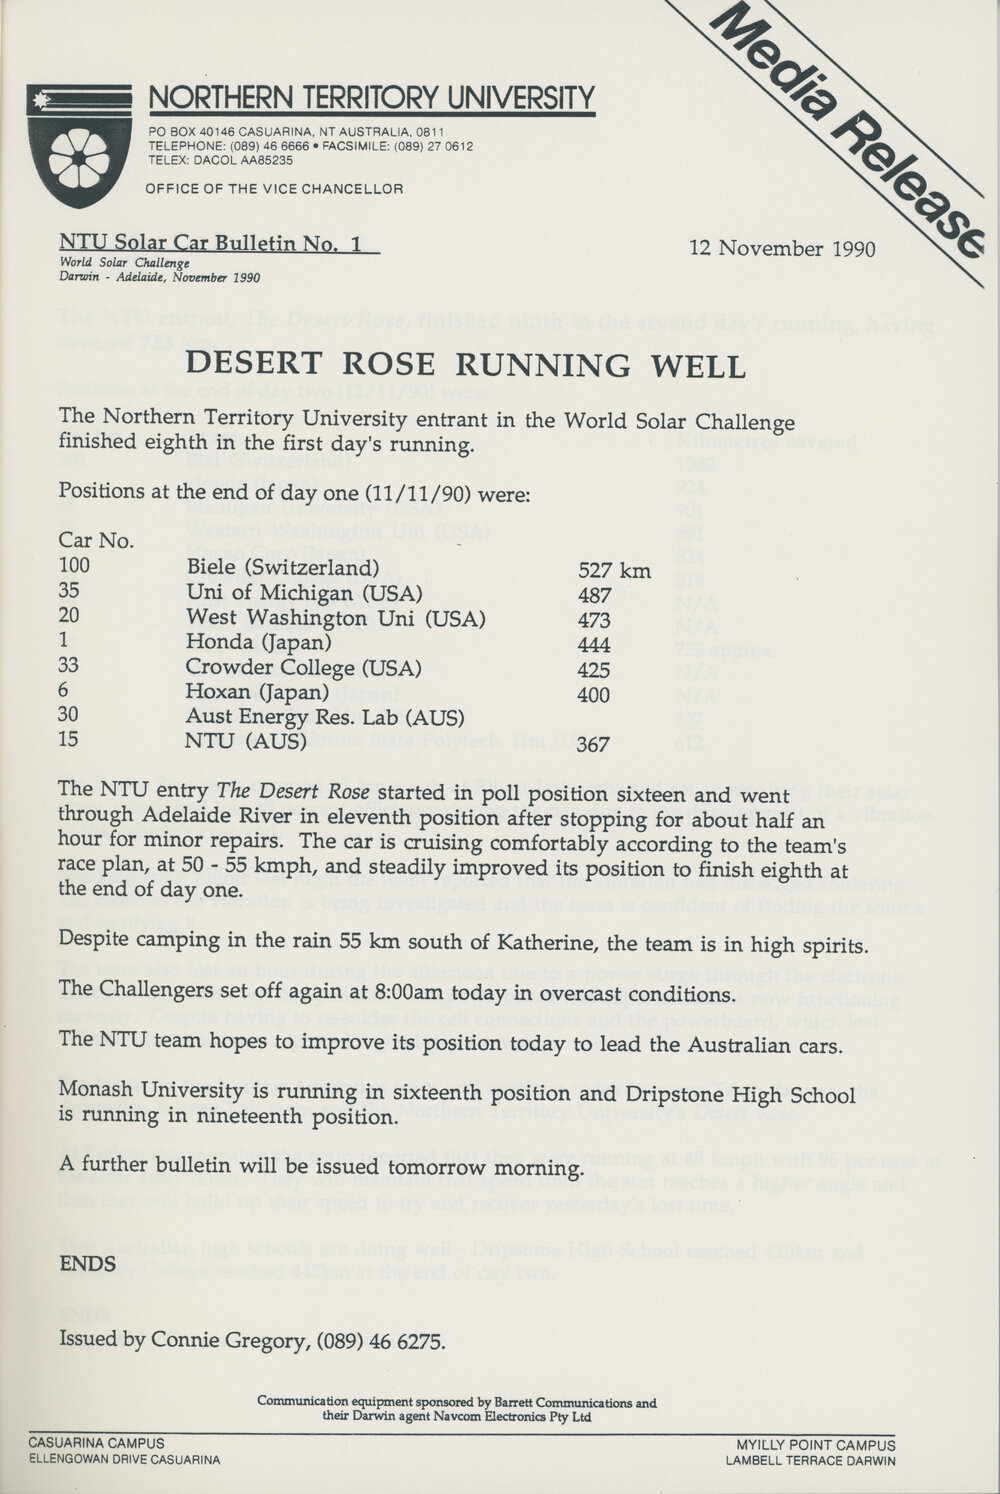 Media Release
NORTHERN TERRITORY UNIVERSITY
PO BOX 40146 CASUARINA, NT AUSTRALIA, 0811
TELEPHONE: (089) 46 6666 • FACSIMILE: (089) 27 0612
TELEX: DACOL AA85235
OFFICE OF THE VICE CHANCELLOR
NTU Solar Car Bulletin No. 1
12 November 1990
World Solar Challenge
Darwin - Adelaide, November 1990
DESERT ROSE RUNNING WELL
The Northern Territory University entrant in the World Solar Challenge
finished eighth in the first day's running.
Positions at the end of day one (11/11/90) were:
Car No.
100 Biele (Switzerland) 527 km
35 Uni of Michigan (USA) 487
20 West Washington Uni (USA) 473
1 Honda (Japan) 444
33 Crowder College (USA) 425
6 Hoxan (Japan) 400
30 Aust Energy Res. Lab (AUS)
15 NTU (AUS) 367
The NTU entry The Desert Rose started in poll position sixteen and went
through Adelaide River in eleventh position after stopping for about half an
hour for minor repairs. The car is cruising comfortably according to the team's
race plan, at 50 - 55 kmph, and steadily improved its position to finish eighth at
the end of day one.
Despite camping in the rain 55 km south of Katherine, the team is in high spirits.
The Challengers set off again at 8:00am today in overcast conditions.
The NTU team hopes to improve its position today to lead the Australian cars.
Monash University is running in sixteenth position and Dripstone High School
is running in nineteenth position.
A further bulletin will be issued tomorrow morning.
ENDS
Issued by Connie Gregory, (089) 46 6275.
Communication equipment sponsored by Barrett Communications and
their Darwin agent Navcom Electronics Pty Ltd
CASUARINA CAMPUS
ELLENGOWAN DRIVE CASUARINA
MYILLY POINT CAMPUS
LAMBELL TERRACE DARWIN